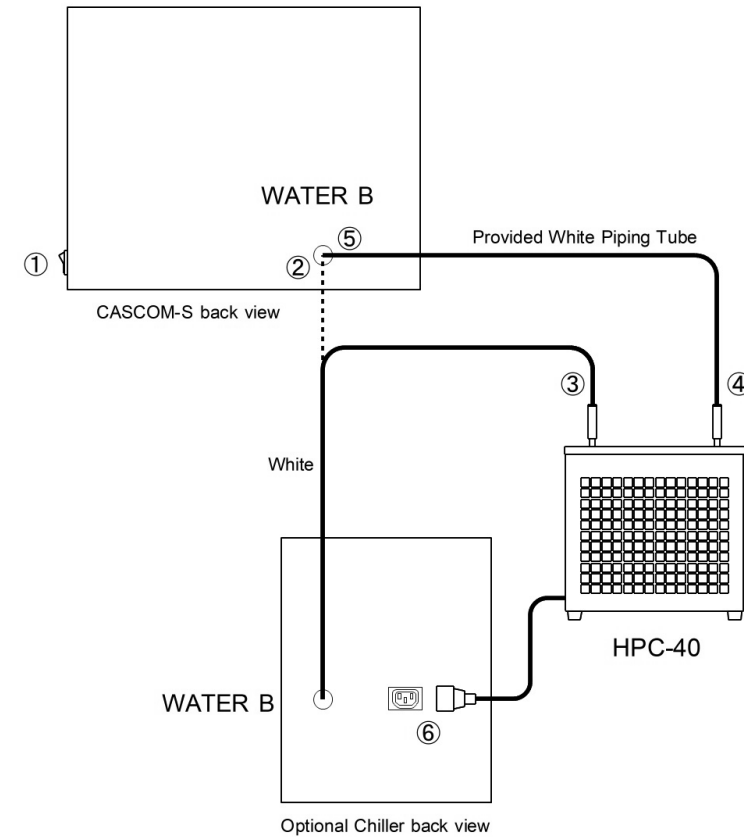 WATER B
⑤
Provided White Piping Tube
①
②
CASCOM-S back view
③
④
White
HPC-40
WATER B
⑥
Optional Chiller back view